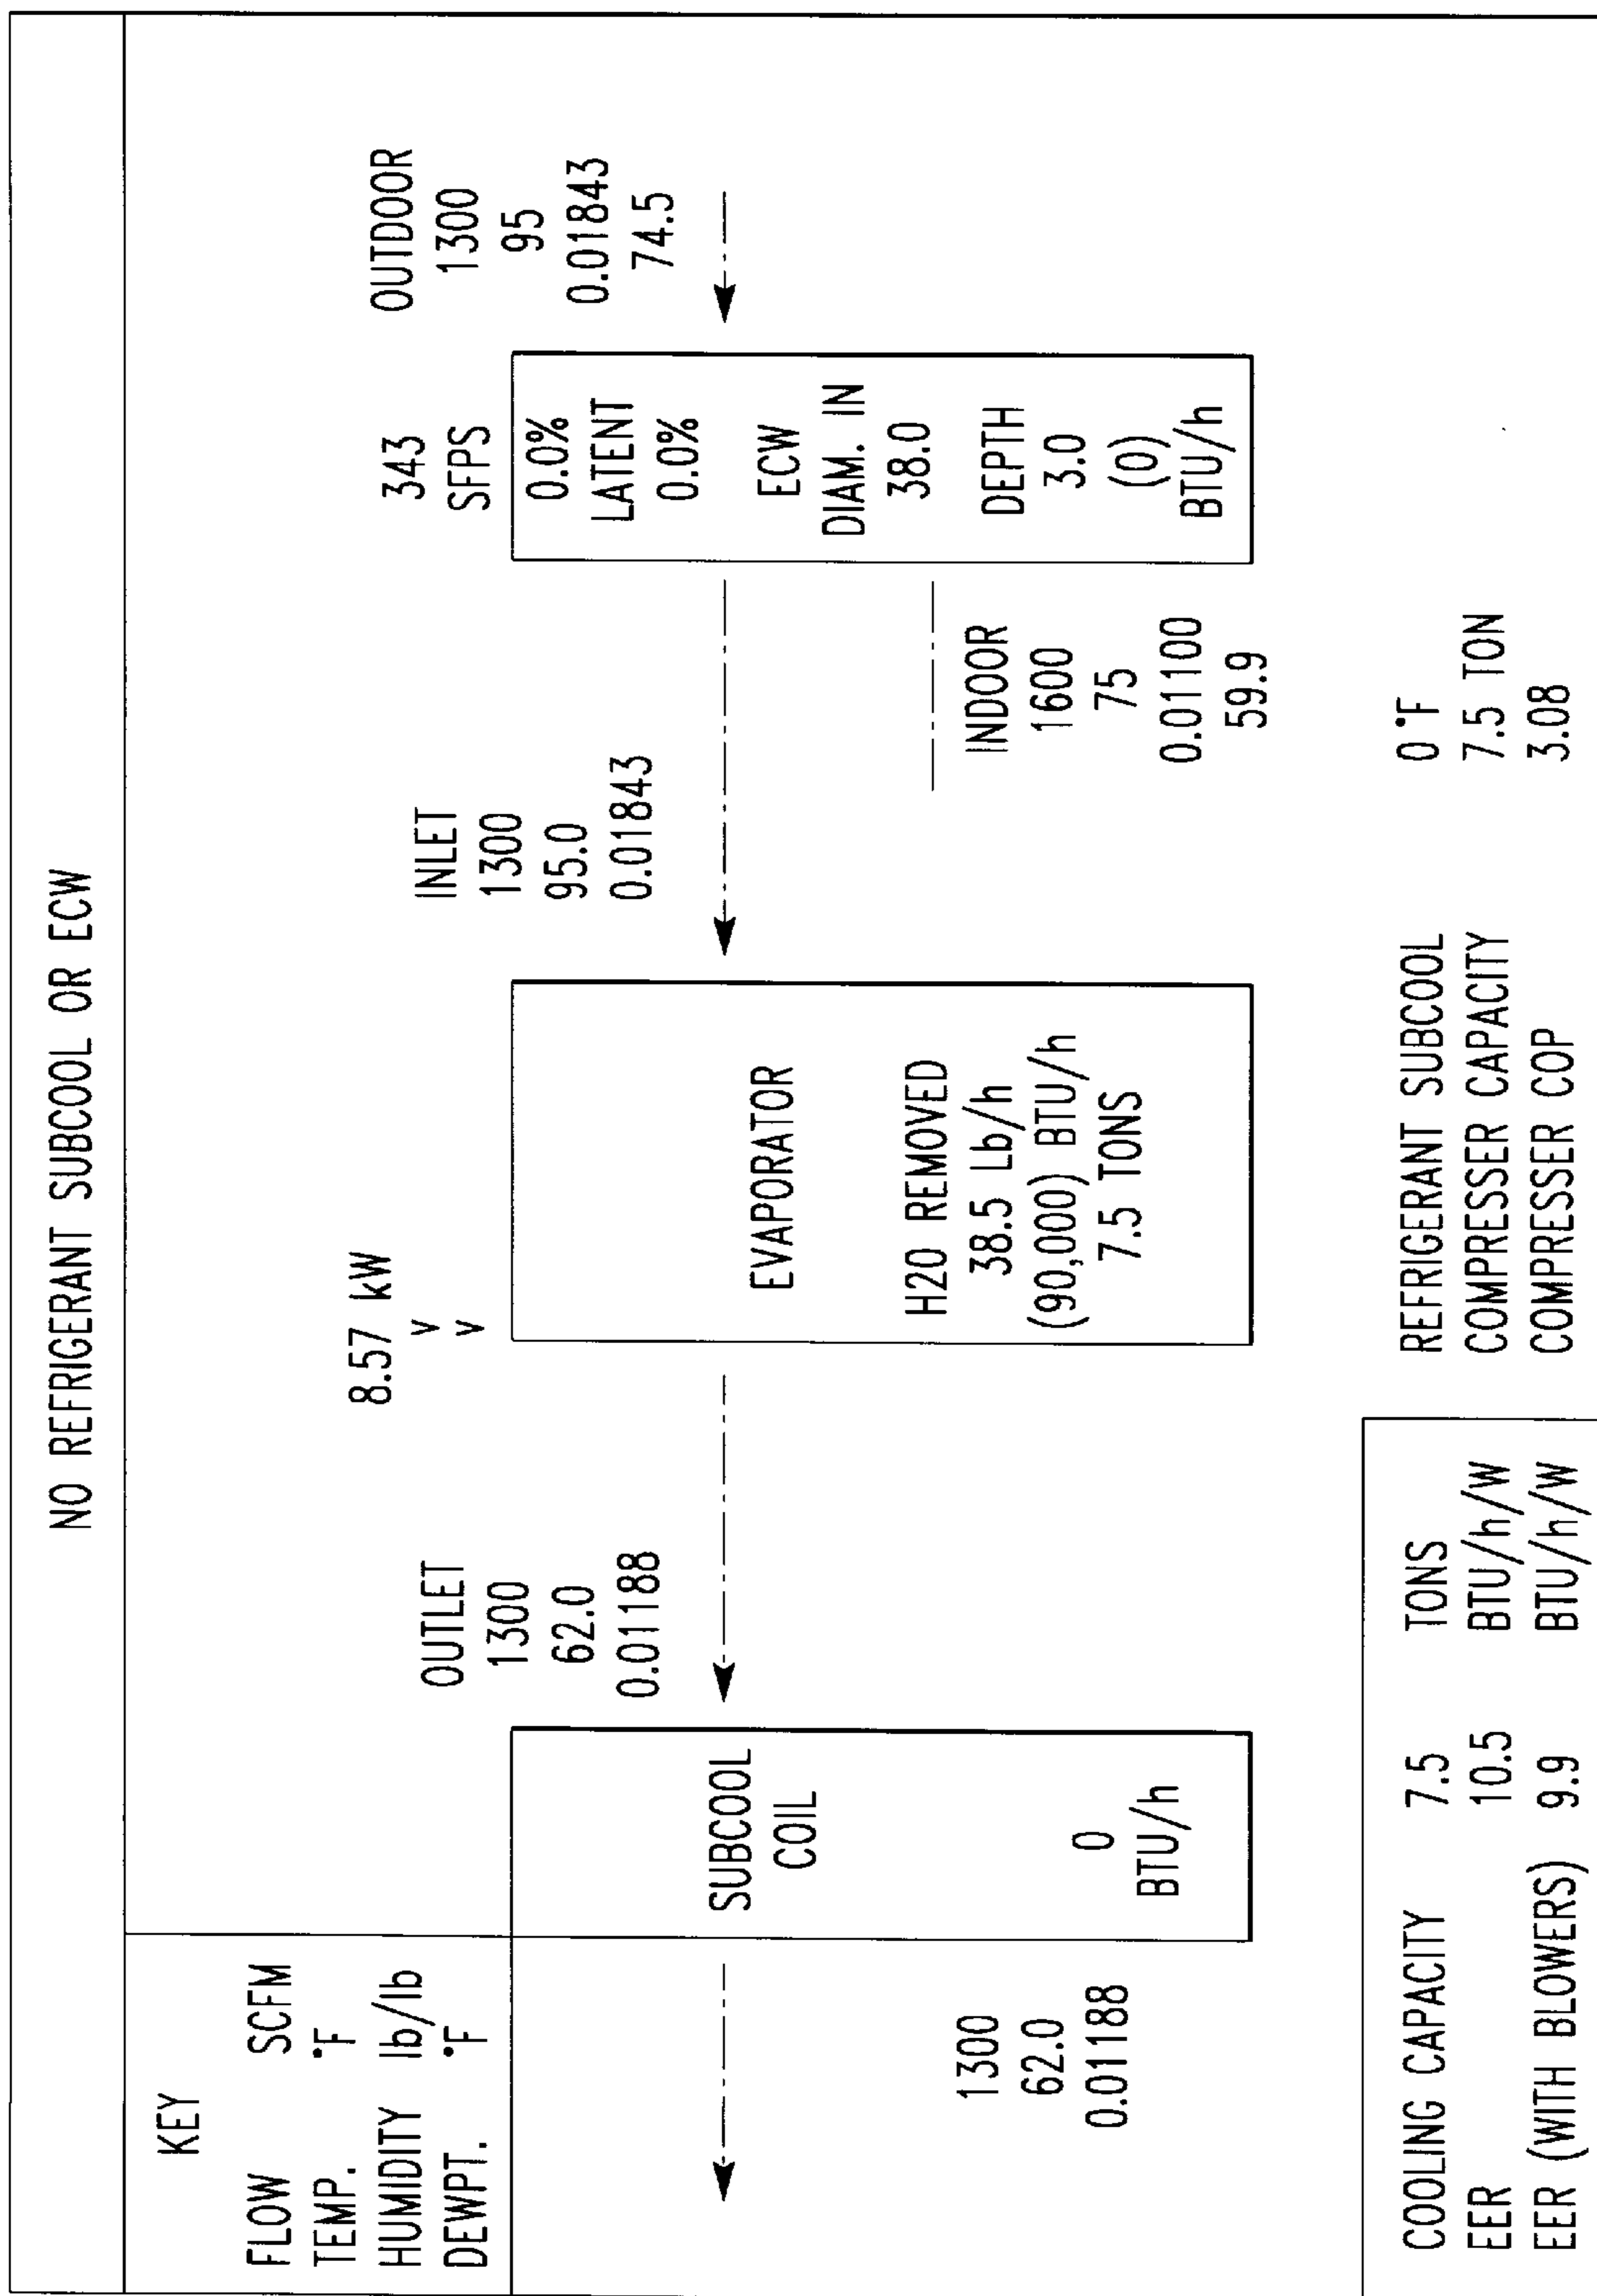 NO REFRIGERANT SUBCOOL OR ECW
KEY
FLOW SCFM
TEMP. °F
HUMIDITY lb/lb
DEWPT. °F
1300
62.0
0.01188
SUBCOOL
COIL
0
BTU/h
OUTLET
1300
62.0
0.01188
8.57 kW
v
v
EVAPORATOR
H2O REMOVED
38.5 Lb/h
(90,000) BTU/h
7.5 TONS
INLET
1300
95.0
0.01843
INDOOR
1600
75
0.01100
59.9
343
SFPS
0.0%
LATENT
0.0%
ECW
DIAM. IN
38.0
DEPTH
3.0
(0)
BTU/h
OUTDOOR
1300
95
0.01843
74.5
COOLING CAPACITY 7.5 TONS
EER 10.5 BTU/h/W
EER (WITH BLOWERS) 9.9 BTU/h/W
REFRIGERANT SUBCOOL 0 °F
COMPRESSER CAPACITY 7.5 TON
COMPRESSER COP 3.08